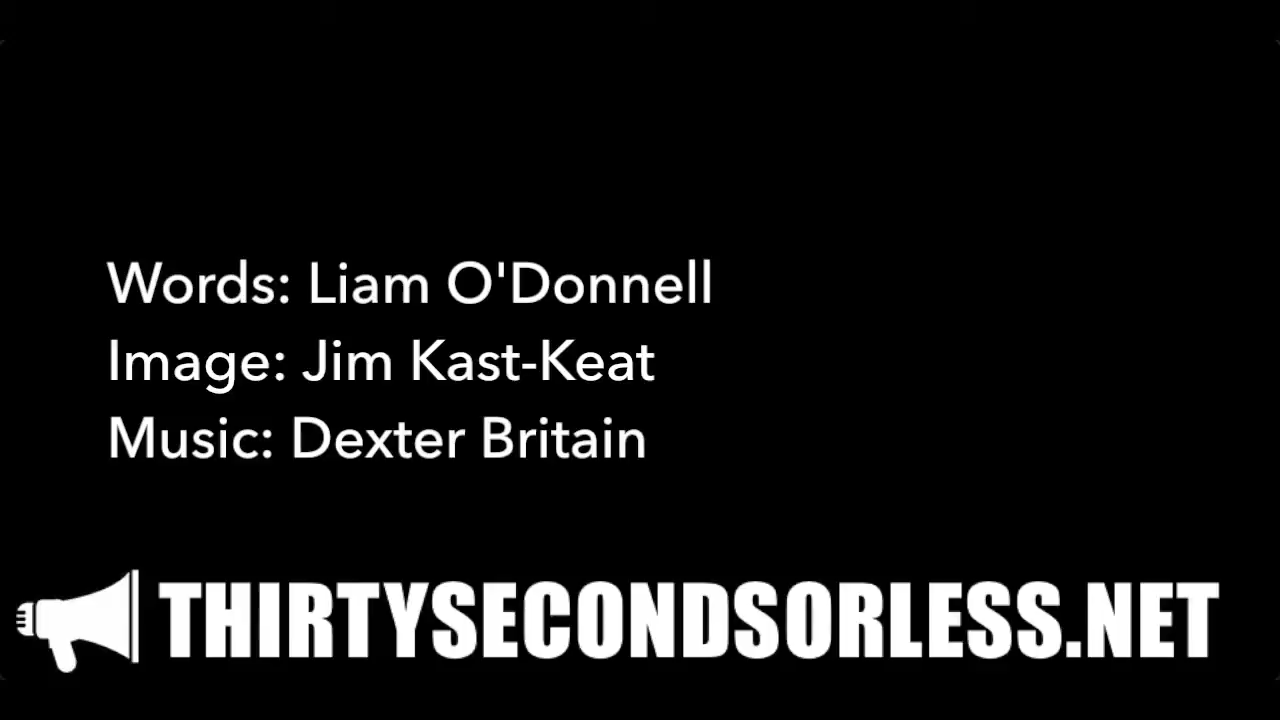 Words: Liam O'Donnell
Image: Jim Kast-Keat
Music: Dexter Britain
THIRTYSECONDSORLESS.NET